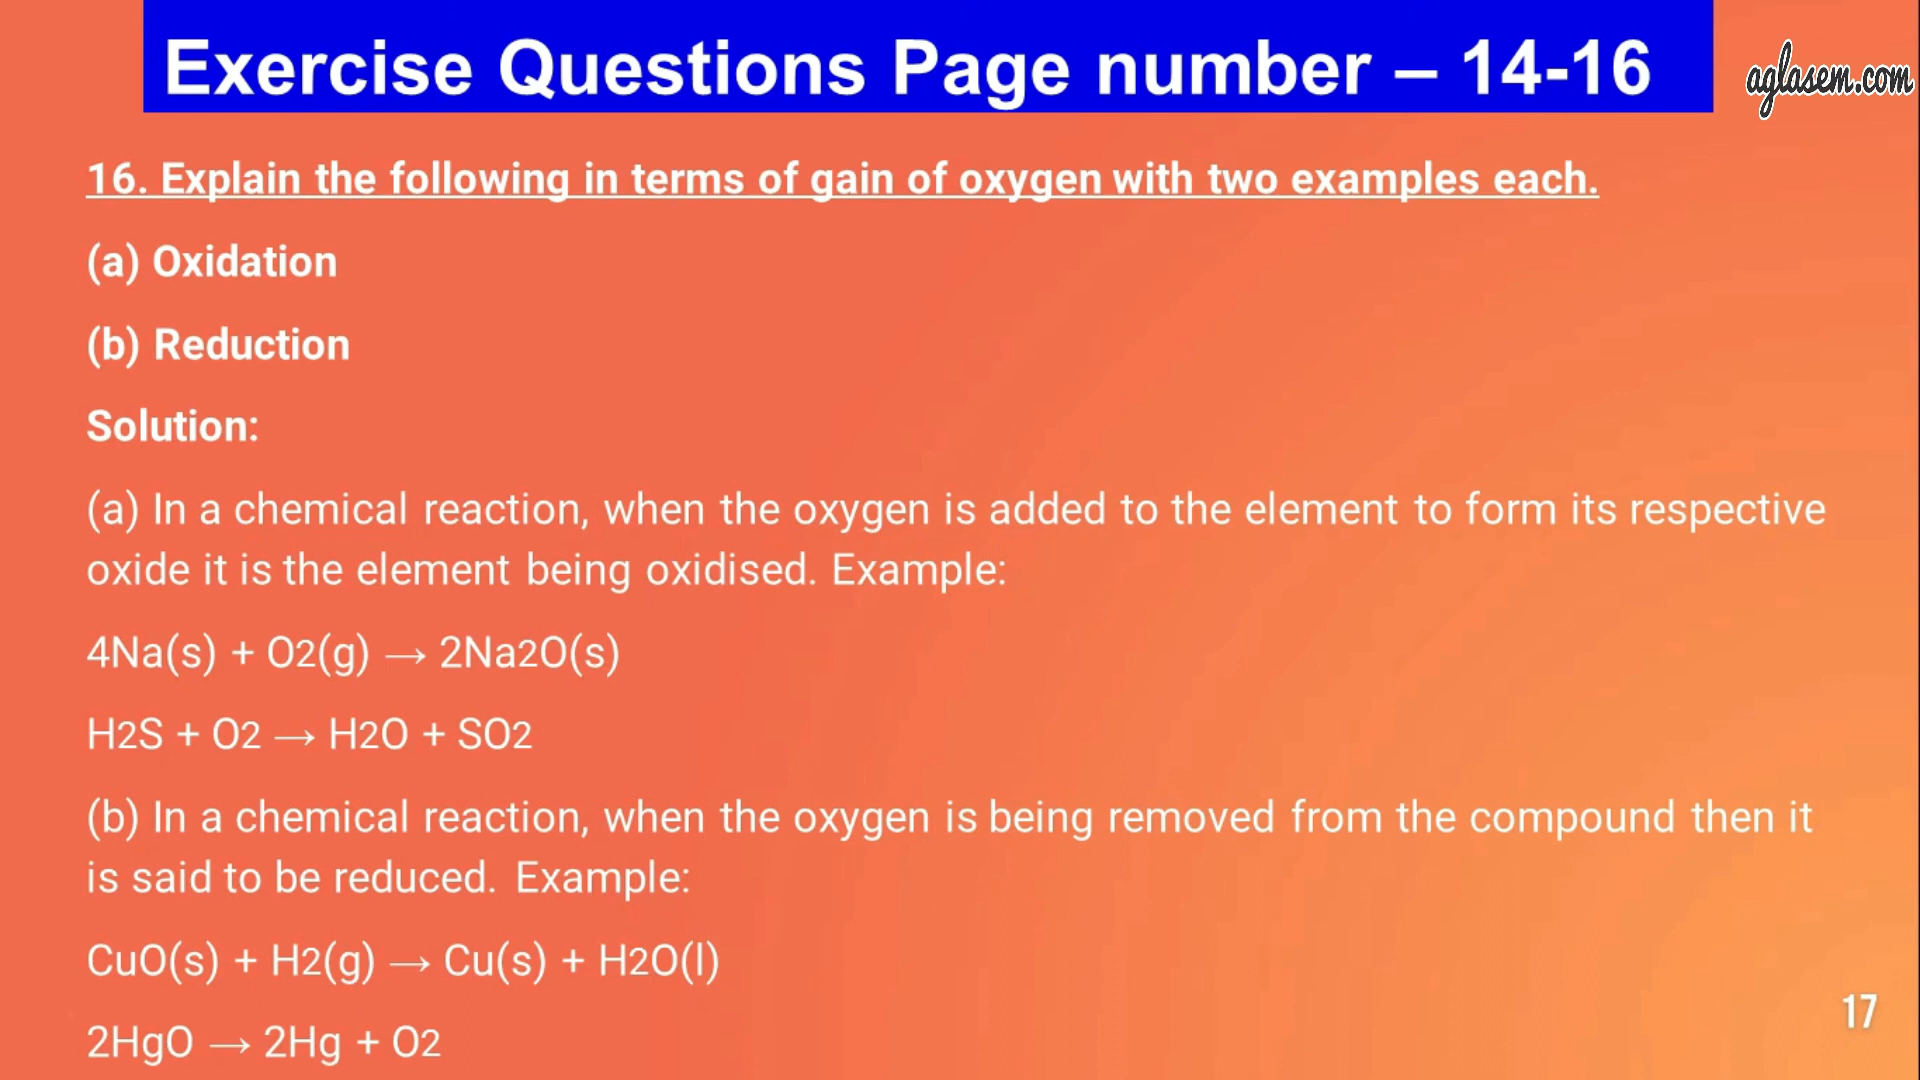 Exercise Questions Page number – 14-16
aglasem.com
16. Explain the following in terms of gain of oxygen with two examples each.
(a) Oxidation
(b) Reduction
Solution:
(a) In a chemical reaction, when the oxygen is added to the element to form its respective
oxide it is the element being oxidised. Example:
4Na(s) + O2(g) → 2Na2O(s)
H2S + O2 → H2O + SO2
(b) In a chemical reaction, when the oxygen is being removed from the compound then it
is said to be reduced. Example:
CuO(s) + H2(g) → Cu(s) + H2O(l)
2HgO → 2Hg + O2
17